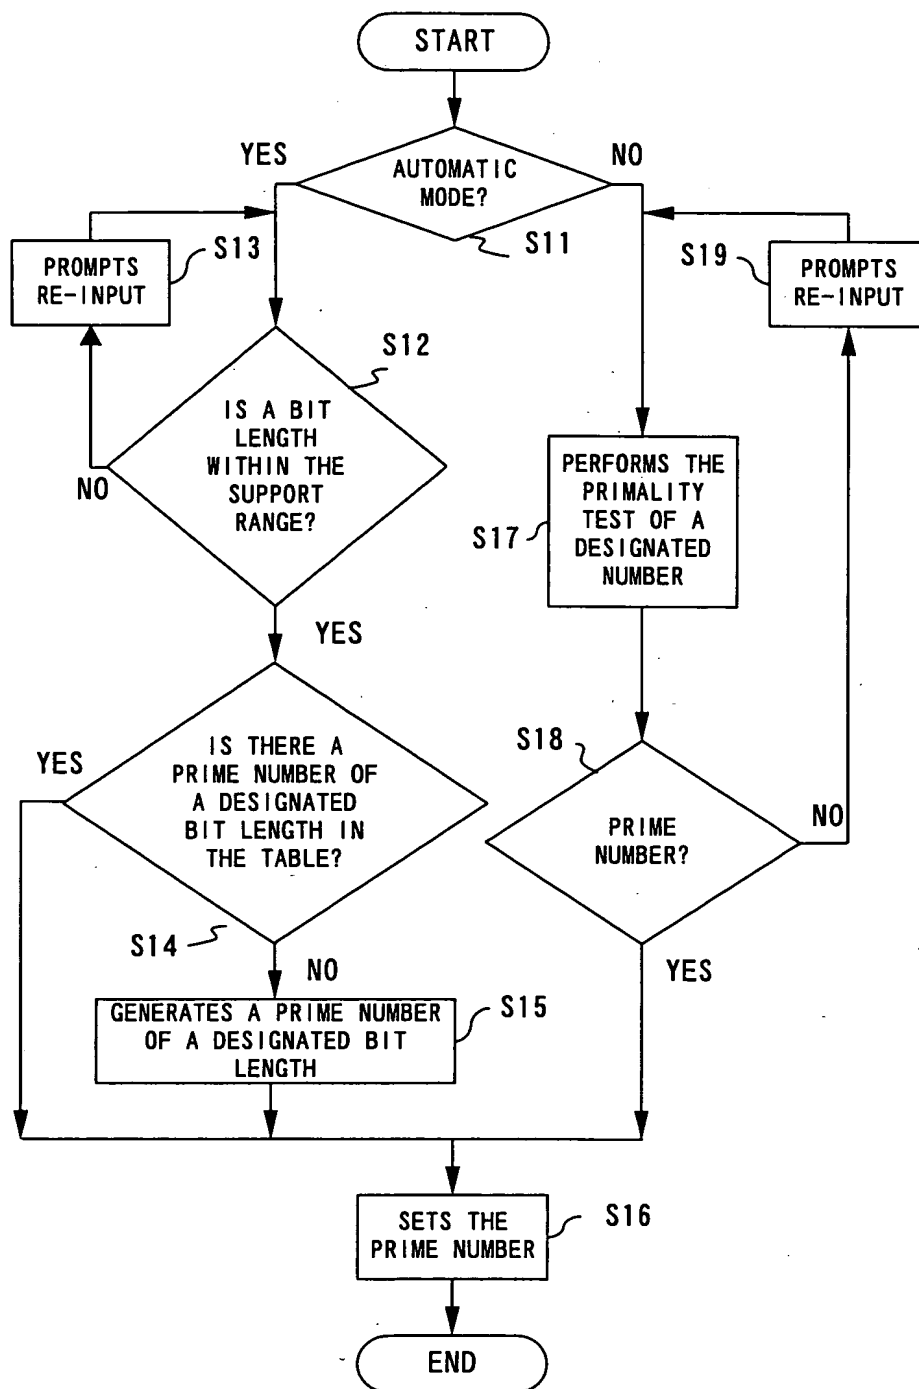 START
YES
AUTOMATIC
MODE?
NO
S11
S13
PROMPTS
RE-INPUT
S19
PROMPTS
RE-INPUT
S12
IS A BIT
LENGTH
WITHIN THE
SUPPORT
RANGE?
NO
YES
S17
PERFORMS THE
PRIMALITY
TEST OF A
DESIGNATED
NUMBER
YES
IS THERE A
PRIME NUMBER OF
A DESIGNATED
BIT LENGTH IN
THE TABLE?
S14
NO
S18
PRIME
NUMBER?
NO
YES
GENERATES A PRIME NUMBER
OF A DESIGNATED BIT
LENGTH
S15
SETS THE
PRIME NUMBER
S16
END